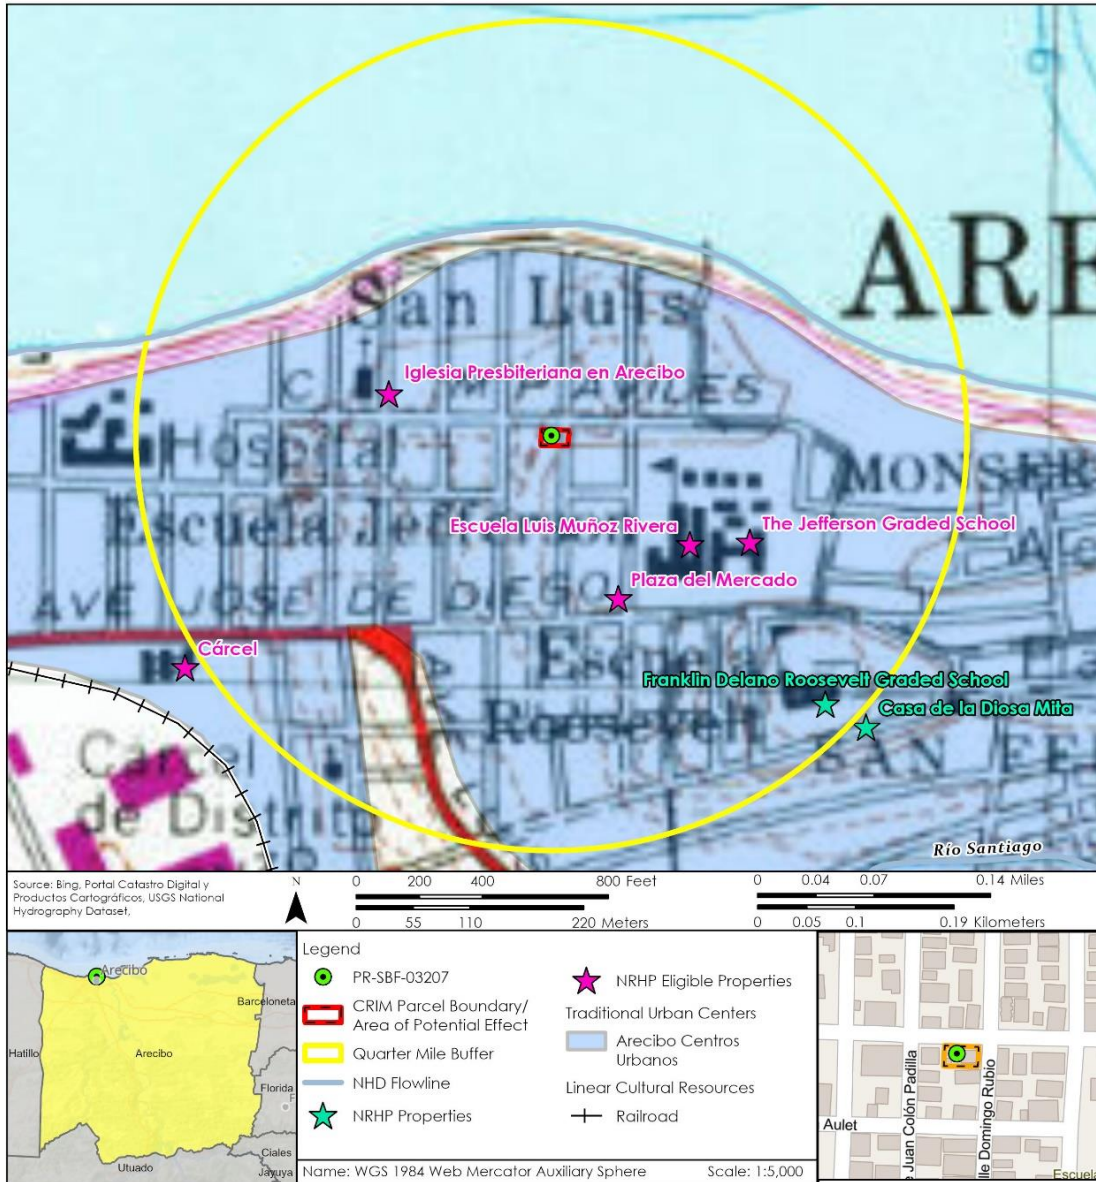 ARE
San Luis
Iglesia Presbiteriana en Arecibo
AVILES
Hospital
MONSER
Escuela Jeff
Escuela Luis Muñoz Rivera
The Jefferson Graded School
Plaza del Mercado
AVE JOSE DE DIEGO
Cárcel
Escuela
Franklin Delano Roosevelt Graded School
Casa de la Diosa Mita
Roosevelt
SAN FE
Cárcel
de Distrito
Río Santiago
Source: Bing, Portal Catastro Digital y
Productos Cartográficos, USGS National
Hydrography Dataset,
N
0 200 400 800 Feet
0 55 110 220 Meters
0 0.04 0.07 0.14 Miles
0 0.05 0.1 0.19 Kilometers
Arecibo
Barceloneta
Hatillo
Arecibo
Florida
Ciales
Utuado
Jayuya
Legend
PR-SBF-03207
CRIM Parcel Boundary/
Area of Potential Effect
Quarter Mile Buffer
NHD Flowline
NRHP Properties
NRHP Eligible Properties
Traditional Urban Centers
Arecibo Centros
Urbanos
Linear Cultural Resources
Railroad
Name: WGS 1984 Web Mercator Auxiliary Sphere
Scale: 1:5,000
e Juan Colón Padilla
lle Domingo Rubio
Aulet
Escuela